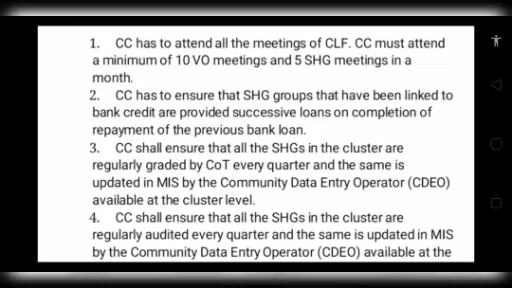 1. CC has to attend all the meetings of CLF. CC must attend
a minimum of 10 VO meetings and 5 SHG meetings in a
month.
2. CC has to ensure that SHG groups that have been linked to
bank credit are provided successive loans on completion of
repayment of the previous bank loan.
3. CC shall ensure that all the SHGs in the cluster are
regularly graded by CoT every quarter and the same is
updated in MIS by the Community Data Entry Operator (CDEO)
available at the cluster level.
4. CC shall ensure that all the SHGs in the cluster are
regularly audited every quarter and the same is updated in MIS
by the Community Data Entry Operator (CDEO) available at the